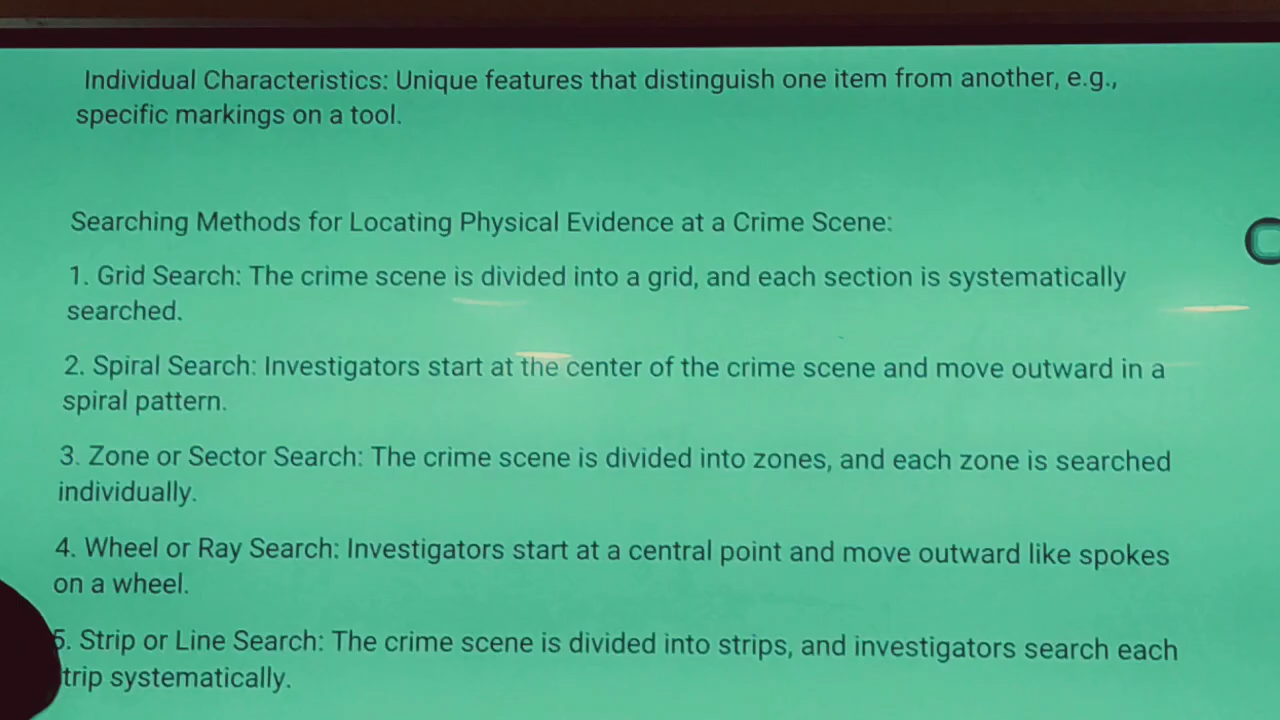 Individual Characteristics: Unique features that distinguish one item from another, e.g.,
specific markings on a tool.
Searching Methods for Locating Physical Evidence at a Crime Scene:
1. Grid Search: The crime scene is divided into a grid, and each section is systematically
searched.
2. Spiral Search: Investigators start at the center of the crime scene and move outward in a
spiral pattern.
3. Zone or Sector Search: The crime scene is divided into zones, and each zone is searched
individually.
4. Wheel or Ray Search: Investigators start at a central point and move outward like spokes
on a wheel.
5. Strip or Line Search: The crime scene is divided into strips, and investigators search each
trip systematically.